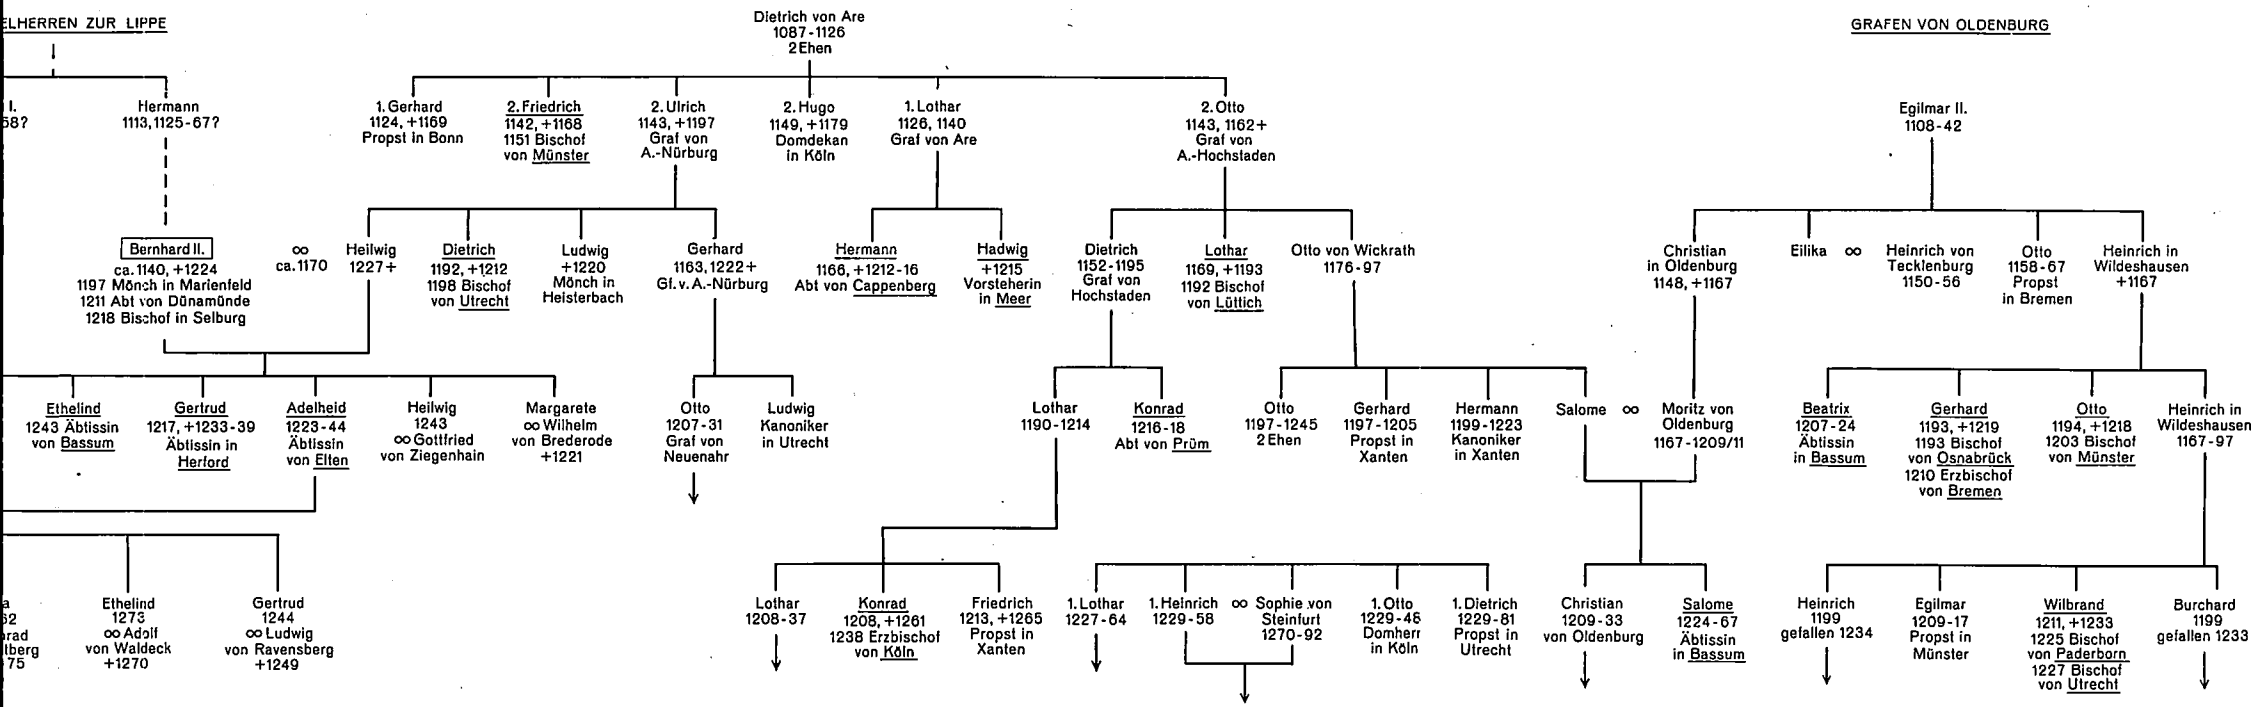 ELHERREN ZUR LIPPE
Dietrich von Are
1087-1126
2 Ehen
GRAFEN VON OLDENBURG
I.
58?
Hermann
1113, 1125-67?
1. Gerhard
1124, +1169
Propst in Bonn
2. Friedrich
1142, +1168
1151 Bischof
von Münster
2. Ulrich
1143, +1197
Graf von
A.-Nürburg
2. Hugo
1149, +1179
Domdekan
in Köln
1. Lothar
1126, 1140
Graf von Are
2. Otto
1143, 1162+
Graf von
A.-Hochstaden
Egilmar II.
1108-42
Bernhard II.
ca. 1140, +1224
1197 Mönch in Marienfeld
1211 Abt von Dünamünde
1218 Bischof in Selburg
∞
ca. 1170
Heilwig
1227+
Dietrich
1192, +1212
1198 Bischof
von Utrecht
Ludwig
+1220
Mönch in
Heisterbach
Gerhard
1163, 1222+
Gf. v. A.-Nürburg
Hermann
1166, +1212-16
Abt von Cappenberg
Hadwig
+1215
Vorsteherin
in Meer
Dietrich
1152-1195
Graf von
Hochstaden
Lothar
1169, +1193
1192 Bischof
von Lüttich
Otto von Wickrath
1176-97
Christian
in Oldenburg
1148, +1167
Eilika ∞
Heinrich von
Tecklenburg
1150-56
Otto
1158-67
Propst
in Bremen
Heinrich in
Wildeshausen
+1167
Ethelind
1243 Äbtissin
von Bassum
Gertrud
1217, +1233-39
Äbtissin in
Herford
Adelheid
1223-44
Äbtissin
von Elten
Heilwig
1243
∞ Gottfried
von Ziegenhain
Margarete
∞ Wilhelm
von Brederode
+1221
Otto
1207-31
Graf von
Neuenahr
Ludwig
Kanoniker
in Utrecht
Lothar
1190-1214
Konrad
1216-18
Abt von Prüm
Otto
1197-1245
2 Ehen
Gerhard
1197-1205
Propst in
Xanten
Hermann
1199-1223
Kanoniker
in Xanten
Salome ∞
Moritz von
Oldenburg
1167-1209/11
Beatrix
1207-24
Äbtissin
in Bassum
Gerhard
1193, +1219
1193 Bischof
von Osnabrück
1210 Erzbischof
von Bremen
Otto
1194, +1218
1203 Bischof
von Münster
Heinrich in
Wildeshausen
1167-97
a
62
nrad
ltberg
75
Ethelind
1273
∞ Adolf
von Waldeck
+1270
Gertrud
1244
∞ Ludwig
von Ravensberg
+1249
Lothar
1208-37
Konrad
1208, +1261
1238 Erzbischof
von Köln
Friedrich
1213, +1265
Propst in
Xanten
1. Lothar
1227-64
1. Heinrich ∞
1229-58
Sophie von
Steinfurt
1270-92
1. Otto
1229-46
Domherr
in Köln
1. Dietrich
1229-81
Propst in
Utrecht
Christian
1209-33
von Oldenburg
Salome
1224-67
Äbtissin
in Bassum
Heinrich
1199
gefallen 1234
Egilmar
1209-17
Propst in
Münster
Wilbrand
1211, +1233
1225 Bischof
von Paderborn
1227 Bischof
von Utrecht
Burchard
1199
gefallen 1233